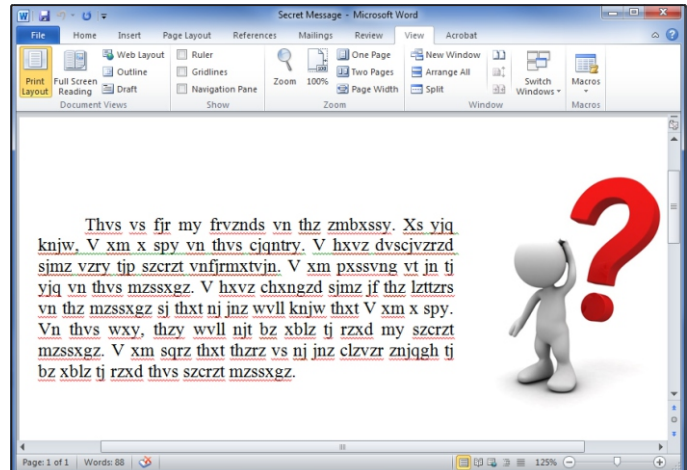 Secret Message - Microsoft Word
File Home Insert Page Layout References Mailings Review View Acrobat
Print Layout
Full Screen Reading
Web Layout
Outline
Draft
Document Views
Ruler
Gridlines
Navigation Pane
Show
Zoom
100%
One Page
Two Pages
Page Width
Zoom
New Window
Arrange All
Split
Switch Windows
Window
Macros
Macros
Thvs vs fjr my frvznds vn thz zmbxssy. Xs yjq
knjw, V xm x spy vn thvs cjqntry. V hxvz dvscjvzrzd
sjmz vzry tjp szcrzt vnfjrmxtvjn. V xm pxssvng vt jn tj
yjq vn thvs mzssxgz. V hxvz chxngzd sjmz jf thz lzttzrs
vn thz mzssxgz sj thxt nj jnz wvll knjw thxt V xm x spy.
Vn thvs wxy, thzy wvll njt bz xblz tj rzxd my szcrzt
mzssxgz. V xm sqrz thxt thzrz vs nj jnz clzvzr znjqgh tj
bz xblz tj rzxd thvs szcrzt mzssxgz.
Page: 1 of 1 Words: 88 125%